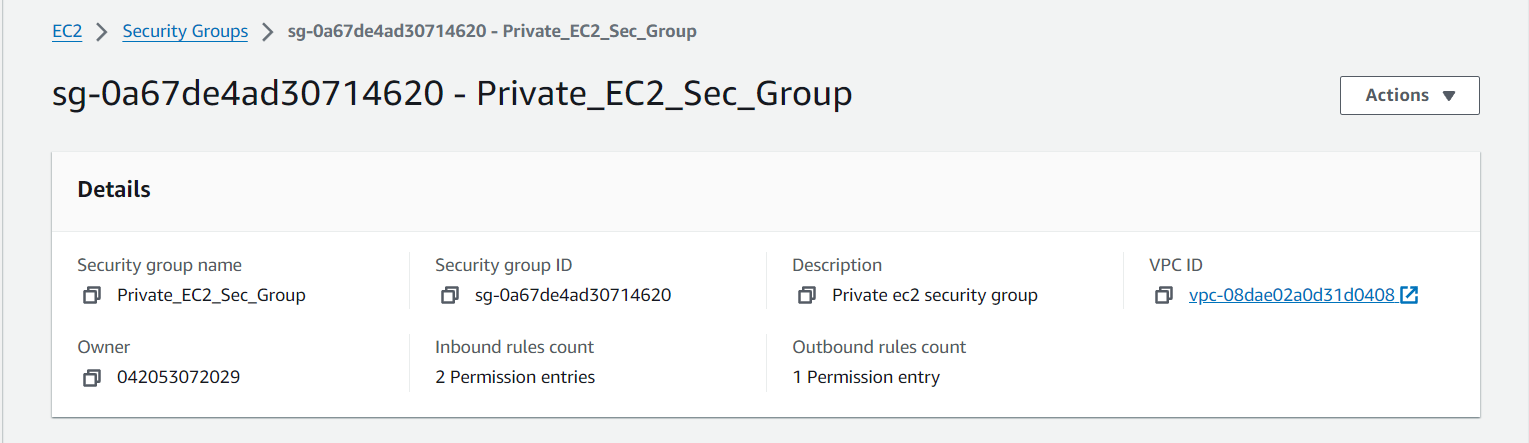 EC2 > Security Groups > sg-0a67de4ad30714620 - Private_EC2_Sec_Group
sg-0a67de4ad30714620 - Private_EC2_Sec_Group
Actions
Details
Security group name
Private_EC2_Sec_Group
Security group ID
sg-0a67de4ad30714620
Description
Private ec2 security group
VPC ID
vpc-08dae02a0d31d0408
Owner
042053072029
Inbound rules count
2 Permission entries
Outbound rules count
1 Permission entry